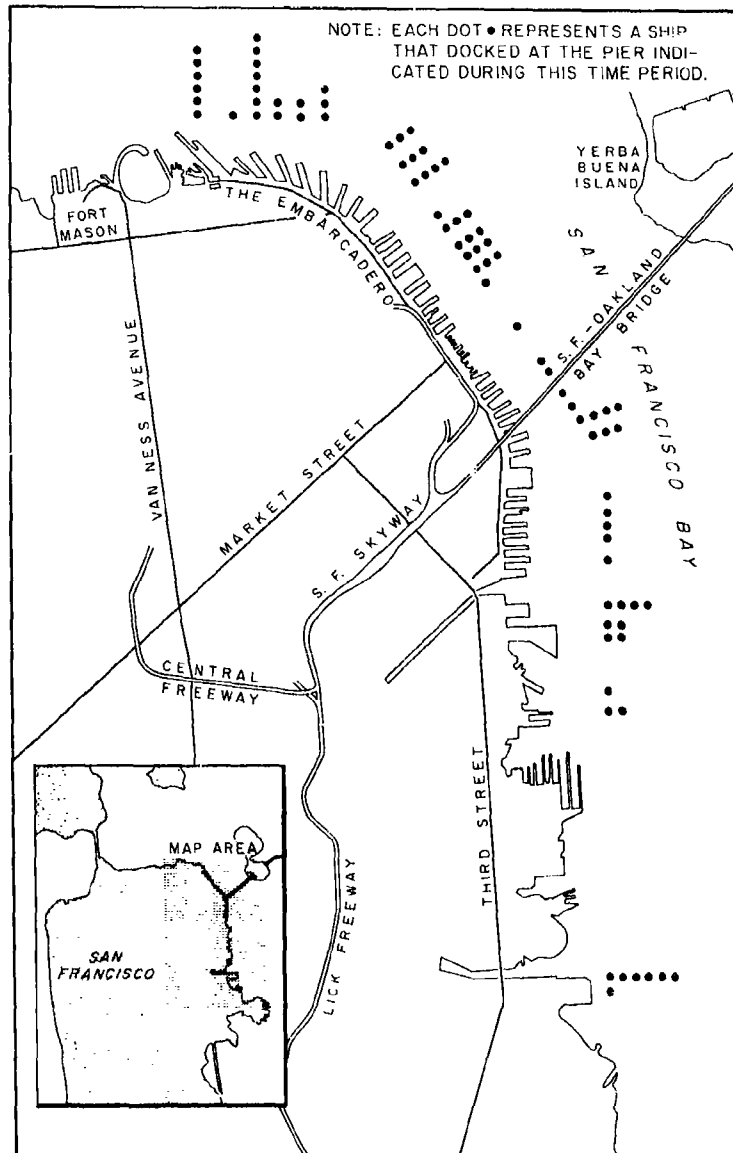 NOTE: EACH DOT ● REPRESENTS A SHIP
THAT DOCKED AT THE PIER INDI-
CATED DURING THIS TIME PERIOD.
YERBA
BUENA
ISLAND
FORT
MASON
THE EMBARCADERO
SAN FRANCISCO BAY
S.F.-OAKLAND
BAY BRIDGE
VAN NESS AVENUE
MARKET STREET
S. F. SKYWAY
CENTRAL
FREEWAY
THIRD STREET
LICK FREEWAY
MAP AREA
SAN
FRANCISCO